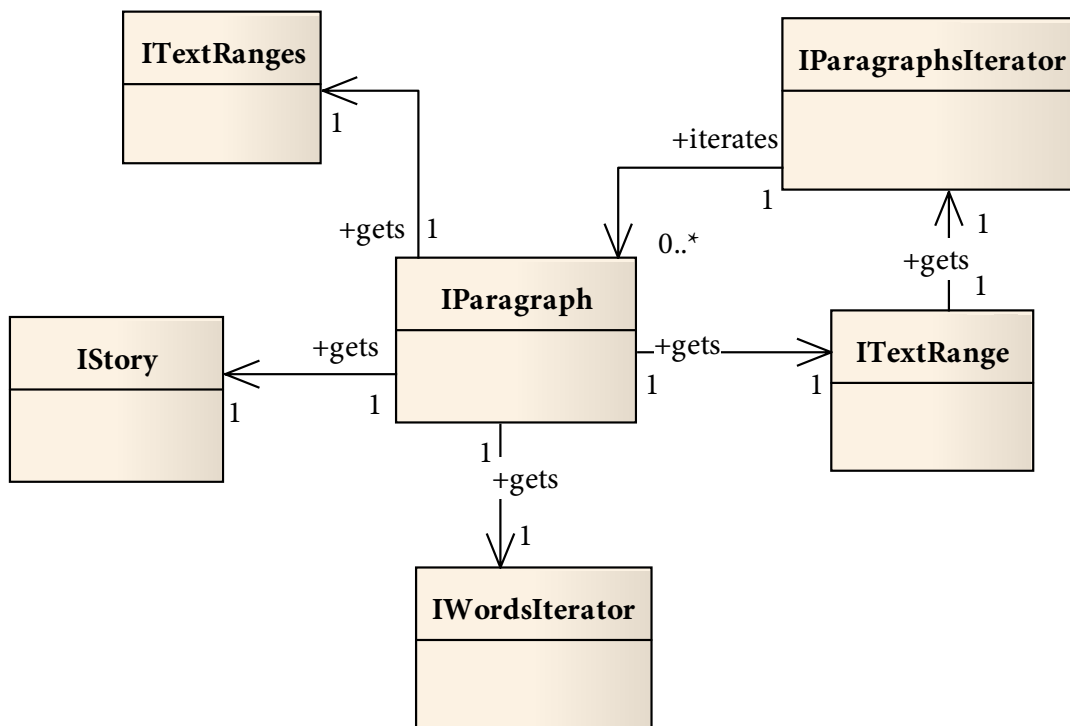 ITextRanges
IParagraphsIterator
1
+iterates
1
+gets
1
0..*
1
+gets
1
IParagraph
IStory
+gets
1
1
+gets
1
1
ITextRange
1
+gets
1
IWordsIterator